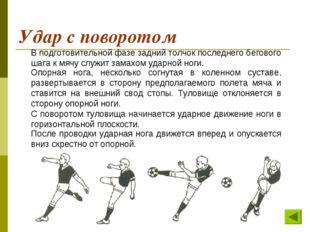 Удар с поворотом
В подготовительной фазе задний толчок последнего бегового
шага к мячу служит замахом ударной ноги.
Опорная нога, несколько согнутая в коленном суставе,
развертывается в сторону предполагаемого полета мяча и
ставится на внешний свод стопы. Туловище отклоняется в
сторону опорной ноги.
С поворотом туловища начинается ударное движение ноги в
горизонтальной плоскости.
После проводки ударная нога движется вперед и опускается
вниз скрестно от опорной.